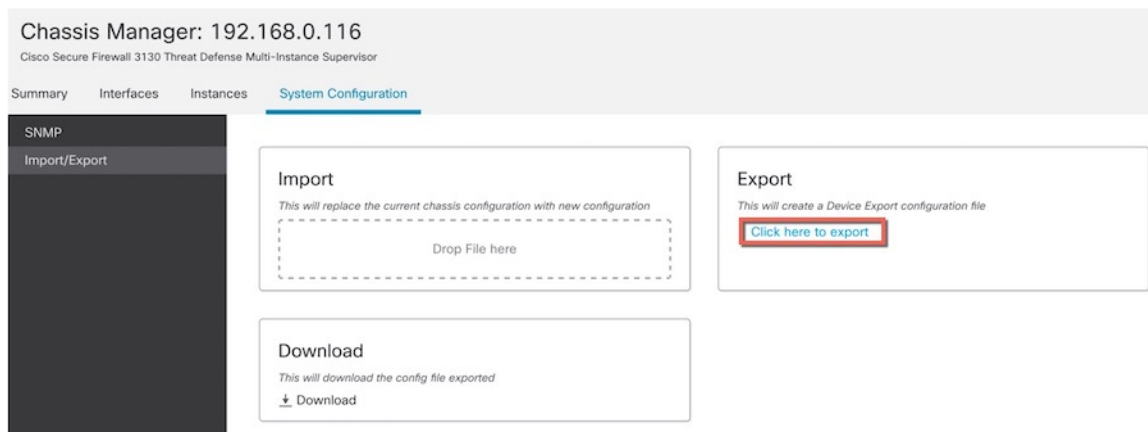 Chassis Manager: 192.168.0.116
Cisco Secure Firewall 3130 Threat Defense Multi-Instance Supervisor
Summary Interfaces Instances System Configuration
SNMP
Import/Export
Import
This will replace the current chassis configuration with new configuration
Drop File here
Export
This will create a Device Export configuration file
Click here to export
Download
This will download the config file exported
Download